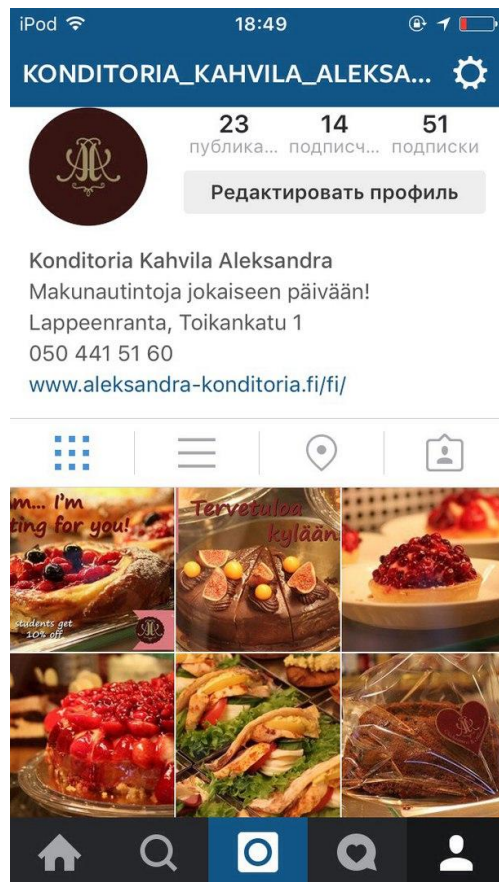 iPod 18:49
KONDITORIA_KAHVILA_ALEKSA...
23 14 51
публика... подписч... подписки
Редактировать профиль
Konditoria Kahvila Aleksandra
Makunautintoja jokaiseen päivään!
Lappeenranta, Toikankatu 1
050 441 51 60
www.aleksandra-konditoria.fi/fi/
m... I'm
ting for you!
students get
10% off
Tervetuloa
kylään